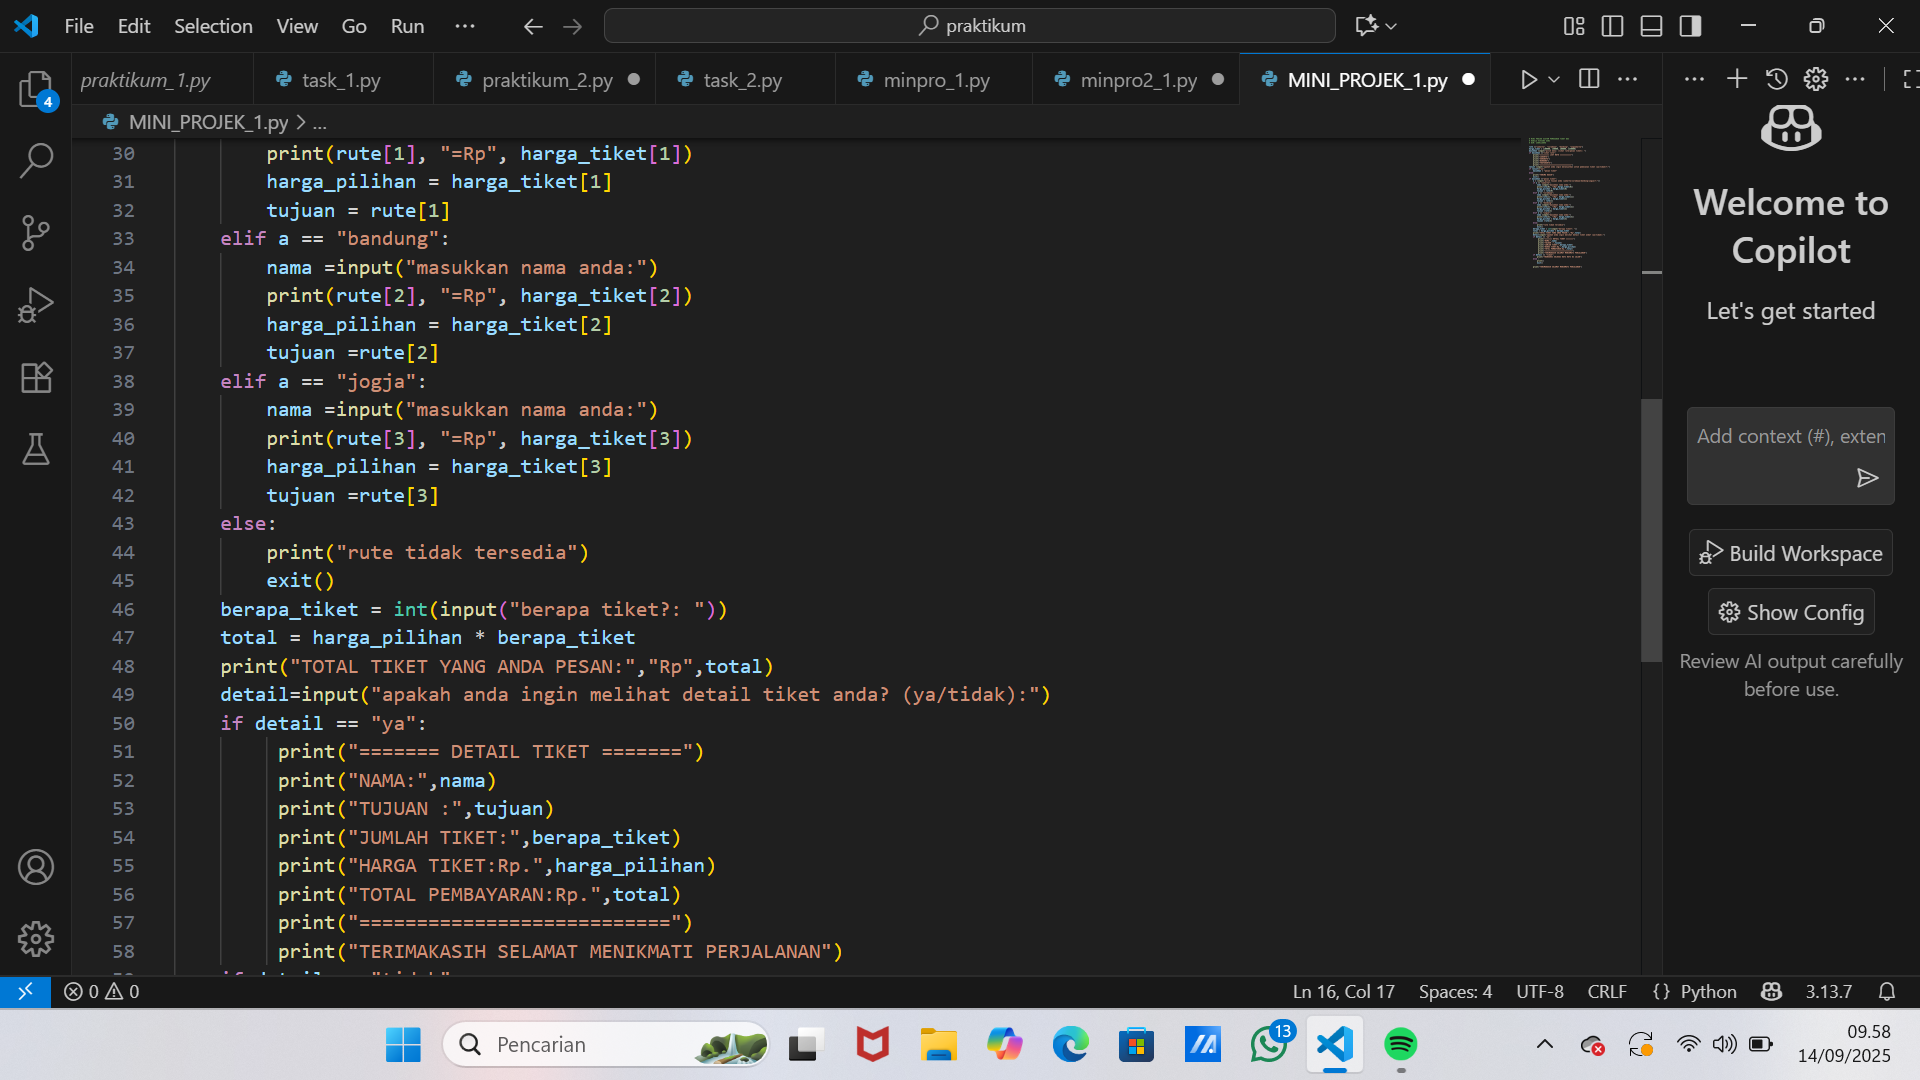 File Edit Selection View Go Run ...
praktikum
praktikum_1.py task_1.py praktikum_2.py task_2.py minpro_1.py minpro2_1.py MINI_PROJEK_1.py
MINI_PROJEK_1.py > ...
30 print(rute[1], "=Rp", harga_tiket[1])
31 harga_pilihan = harga_tiket[1]
32 tujuan = rute[1]
33 elif a == "bandung":
34 nama =input("masukkan nama anda:")
35 print(rute[2], "=Rp", harga_tiket[2])
36 harga_pilihan = harga_tiket[2]
37 tujuan =rute[2]
38 elif a == "jogja":
39 nama =input("masukkan nama anda:")
40 print(rute[3], "=Rp", harga_tiket[3])
41 harga_pilihan = harga_tiket[3]
42 tujuan =rute[3]
43 else:
44 print("rute tidak tersedia")
45 exit()
46 berapa_tiket = int(input("berapa tiket?: "))
47 total = harga_pilihan * berapa_tiket
48 print("TOTAL TIKET YANG ANDA PESAN:","Rp",total)
49 detail=input("apakah anda ingin melihat detail tiket anda? (ya/tidak):")
50 if detail == "ya":
51 print("======= DETAIL TIKET =======")
52 print("NAMA:",nama)
53 print("TUJUAN :",tujuan)
54 print("JUMLAH TIKET:",berapa_tiket)
55 print("HARGA TIKET:Rp.",harga_pilihan)
56 print("TOTAL PEMBAYARAN:Rp.",total)
57 print("===========================")
58 print("TERIMAKASIH SELAMAT MENIKMATI PERJALANAN")
4
Welcome to
Copilot
Let's get started
Add context (#), exten
Build Workspace
Show Config
Review AI output carefully
before use.
0 0
Ln 16, Col 17 Spaces: 4 UTF-8 CRLF {} Python 3.13.7
Pencarian
13
09.58
14/09/2025